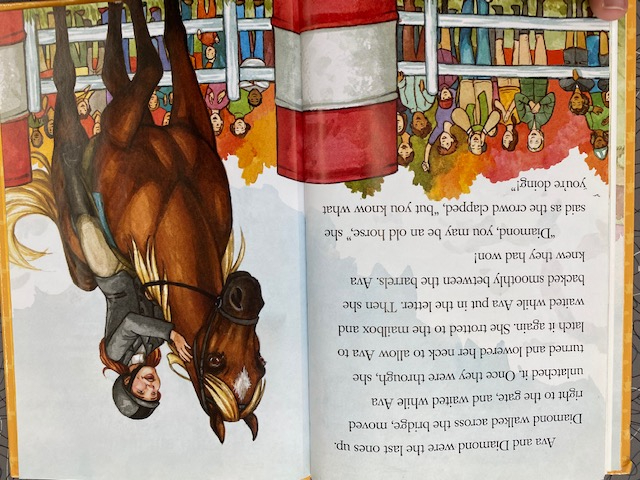 Ava and Diamond were the last ones up.
Diamond walked across the bridge, moved
right to the gate, and waited while Ava
unlatched it, Once they were through, she
turned and lowered her neck to allow Ava to
latch it again. She trotted to the mailbox and
waited while Ava put in the letter. Then she
backed smoothly between the barrels. Ava
knew they had won!
"Diamond, you may be an old horse," she
said as the crowd clapped, "but you know what
you're doing!"